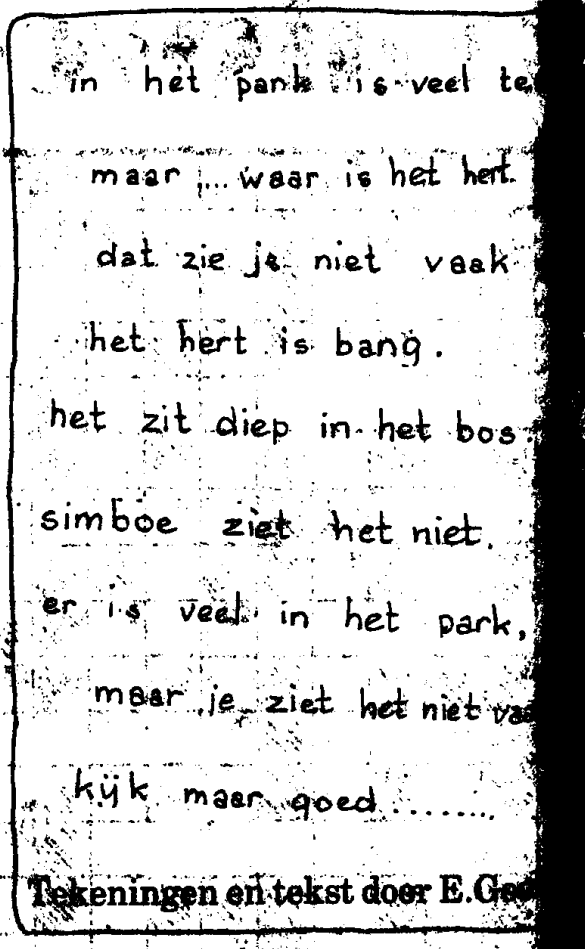 in het park is veel te
maar ,... waar is het hert.
dat zie je niet vaak
het hert is bang.
het zit diep in het bos.
simboe ziet het niet.
er is veel in het park,
maar je ziet het niet
kijk maar goed ........
Tekeningen en tekst door E.